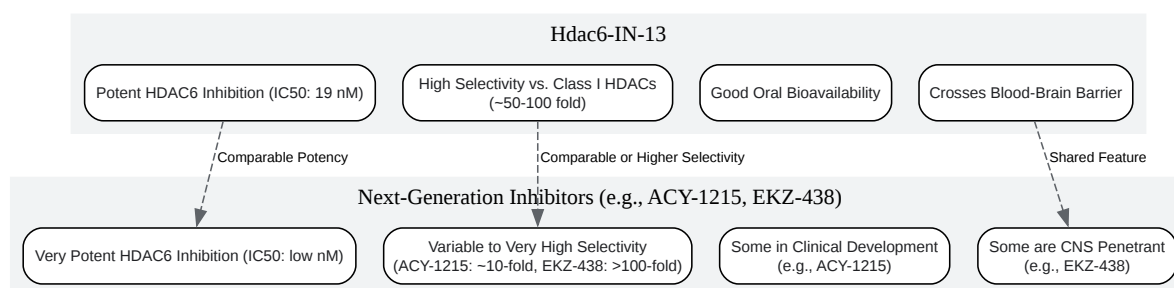 Hdac6-IN-13
Potent HDAC6 Inhibition (IC50: 19 nM)
High Selectivity vs. Class I HDACs
(~50-100 fold)
Good Oral Bioavailability
Crosses Blood-Brain Barrier
Comparable Potency
Comparable or Higher Selectivity
Shared Feature
Next-Generation Inhibitors (e.g., ACY-1215, EKZ-438)
Very Potent HDAC6 Inhibition (IC50: low nM)
Variable to Very High Selectivity
(ACY-1215: ~10-fold, EKZ-438: >100-fold)
Some in Clinical Development
(e.g., ACY-1215)
Some are CNS Penetrant
(e.g., EKZ-438)